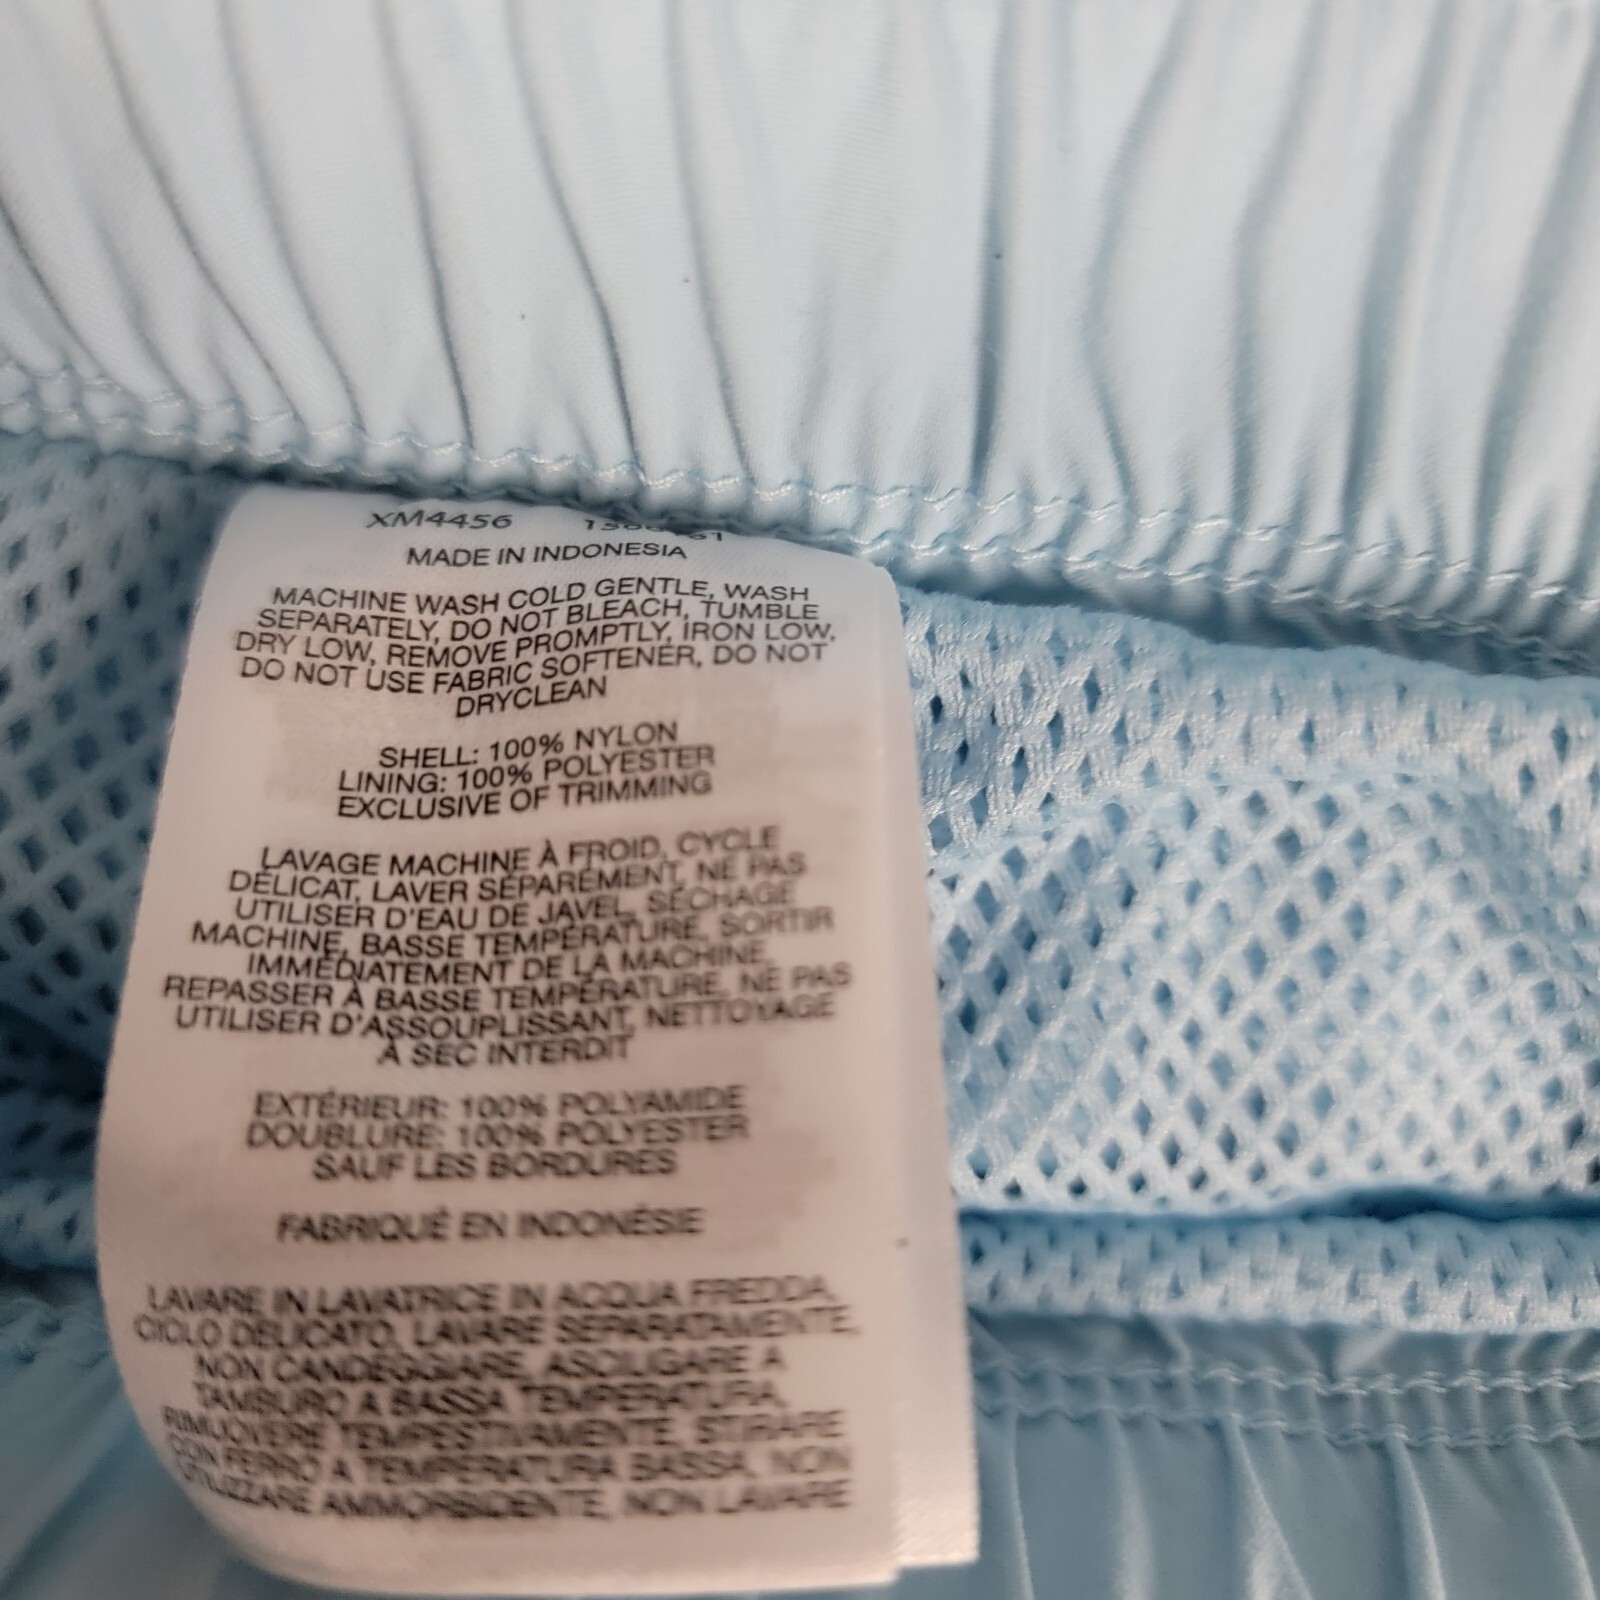 XM4456
MADE IN INDONESIA
MACHINE WASH COLD GENTLE, WASH
SEPARATELY, DO NOT BLEACH, TUMBLE
DRY LOW, REMOVE PROMPTLY, IRON LOW,
DO NOT USE FABRIC SOFTENER, DO NOT
DRYCLEAN
SHELL: 100% NYLON
LINING: 100% POLYESTER
EXCLUSIVE OF TRIMMING
LAVAGE MACHINE À FROID, CYCLE
DÉLICAT, LAVER SÉPARÉMENT, NE PAS
UTILISER D'EAU DE JAVEL, SÉCHAGE
MACHINE, BASSE TEMPÉRATURE, SORTIR
IMMÉDIATEMENT DE LA MACHINE,
REPASSER À BASSE TEMPÉRATURE, NE PAS
UTILISER D'ASSOUPLISSANT, NETTOYAGE
À SEC INTERDIT
EXTÉRIEUR: 100% POLYAMIDE
DOUBLURE: 100% POLYESTER
SAUF LES BORDURES
FABRIQUÉ EN INDONÉSIE
LAVARE IN LAVATRICE IN ACQUA FREDDA,
CICLO DELICATO, LAVARE SEPARATAMENTE,
NON CANDEGGIARE, ASCIUGARE A
TAMBURO A BASSA TEMPERATURA,
RIMUOVERE TEMPESTIVAMENTE, STIRARE
CON FERRO A TEMPERATURA BASSA, NON
UTILIZZARE AMMORBIDENTE, NON LAVARE